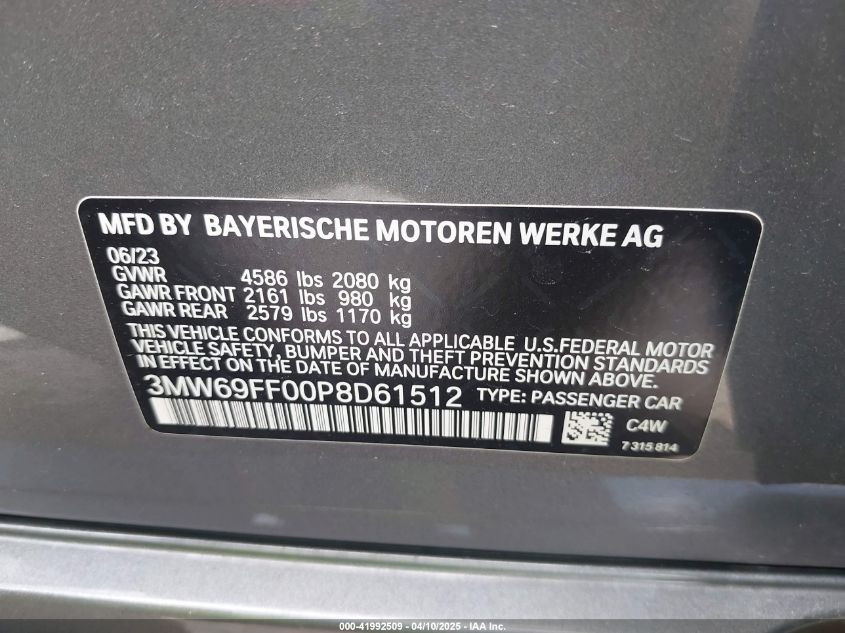 MFD BY BAYERISCHE MOTOREN WERKE AG
06/23
GVWR 4586 lbs 2080 kg
GAWR FRONT 2161 lbs 980 kg
GAWR REAR 2579 lbs 1170 kg
THIS VEHICLE CONFORMS TO ALL APPLICABLE U.S.FEDERAL MOTOR
VEHICLE SAFETY, BUMPER AND THEFT PREVENTION STANDARDS
IN EFFECT ON THE DATE OF MANUFACTURE SHOWN ABOVE.
3MW69FF00P8D61512 TYPE: PASSENGER CAR
C4W
7 315 814
000-41992509 — 04/10/2025 — IAA Inc.